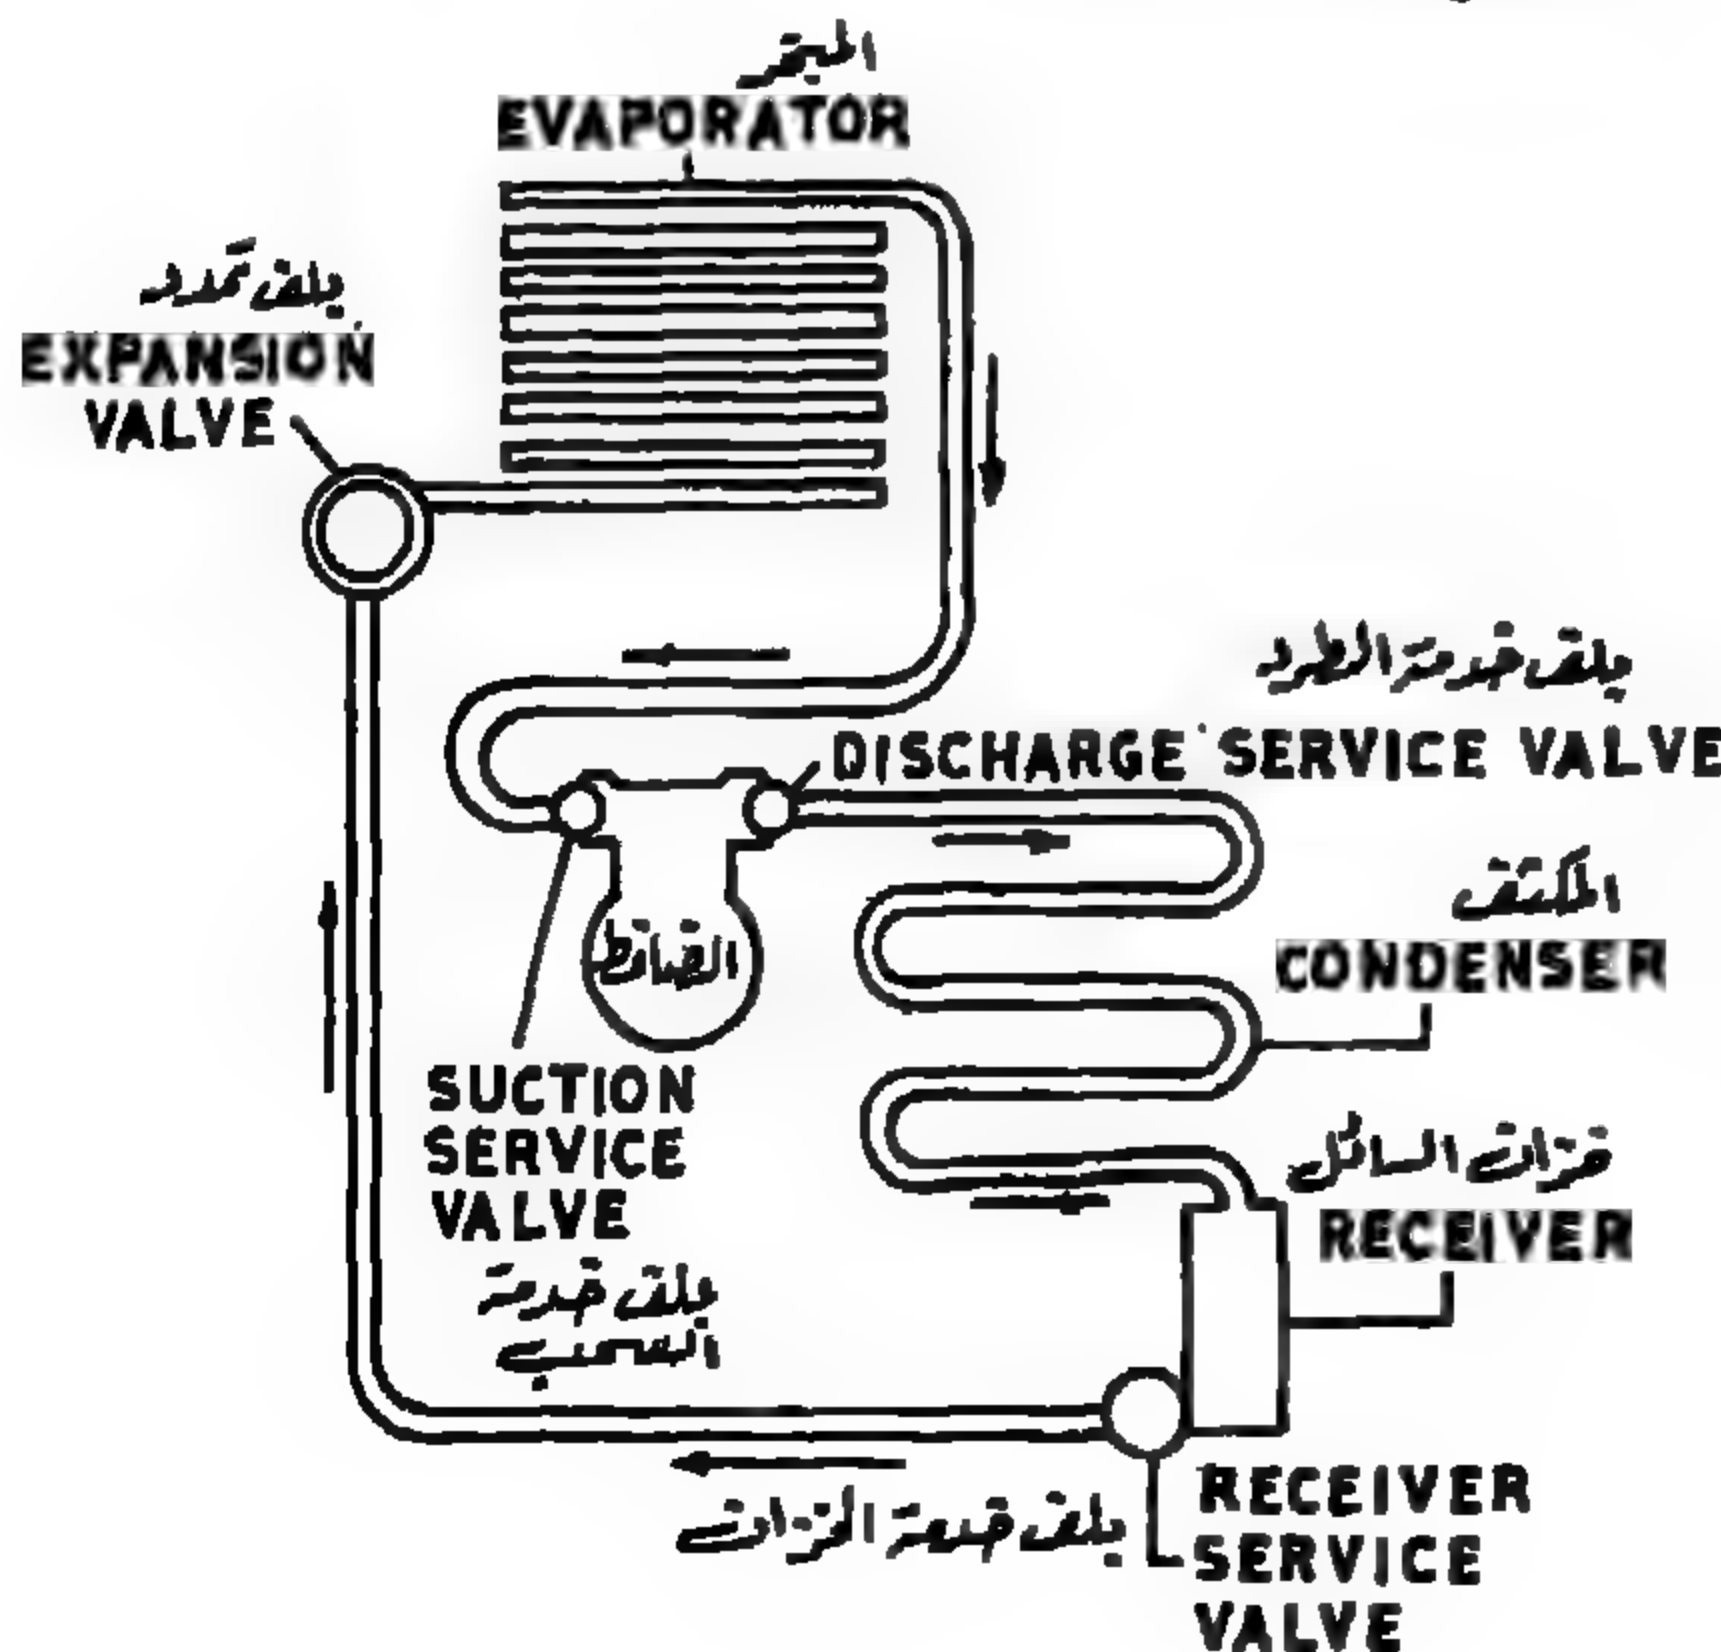 المبخر
EVAPORATOR
بلف تمدد
EXPANSION
VALVE
بلف خدمة الطرد
DISCHARGE SERVICE VALVE
المكثف
CONDENSER
الضاغط
SUCTION
SERVICE
VALVE
بلف خدمة
السحب
خزان السائل
RECEIVER
بلف خدمة الخزان
RECEIVER
SERVICE
VALVE